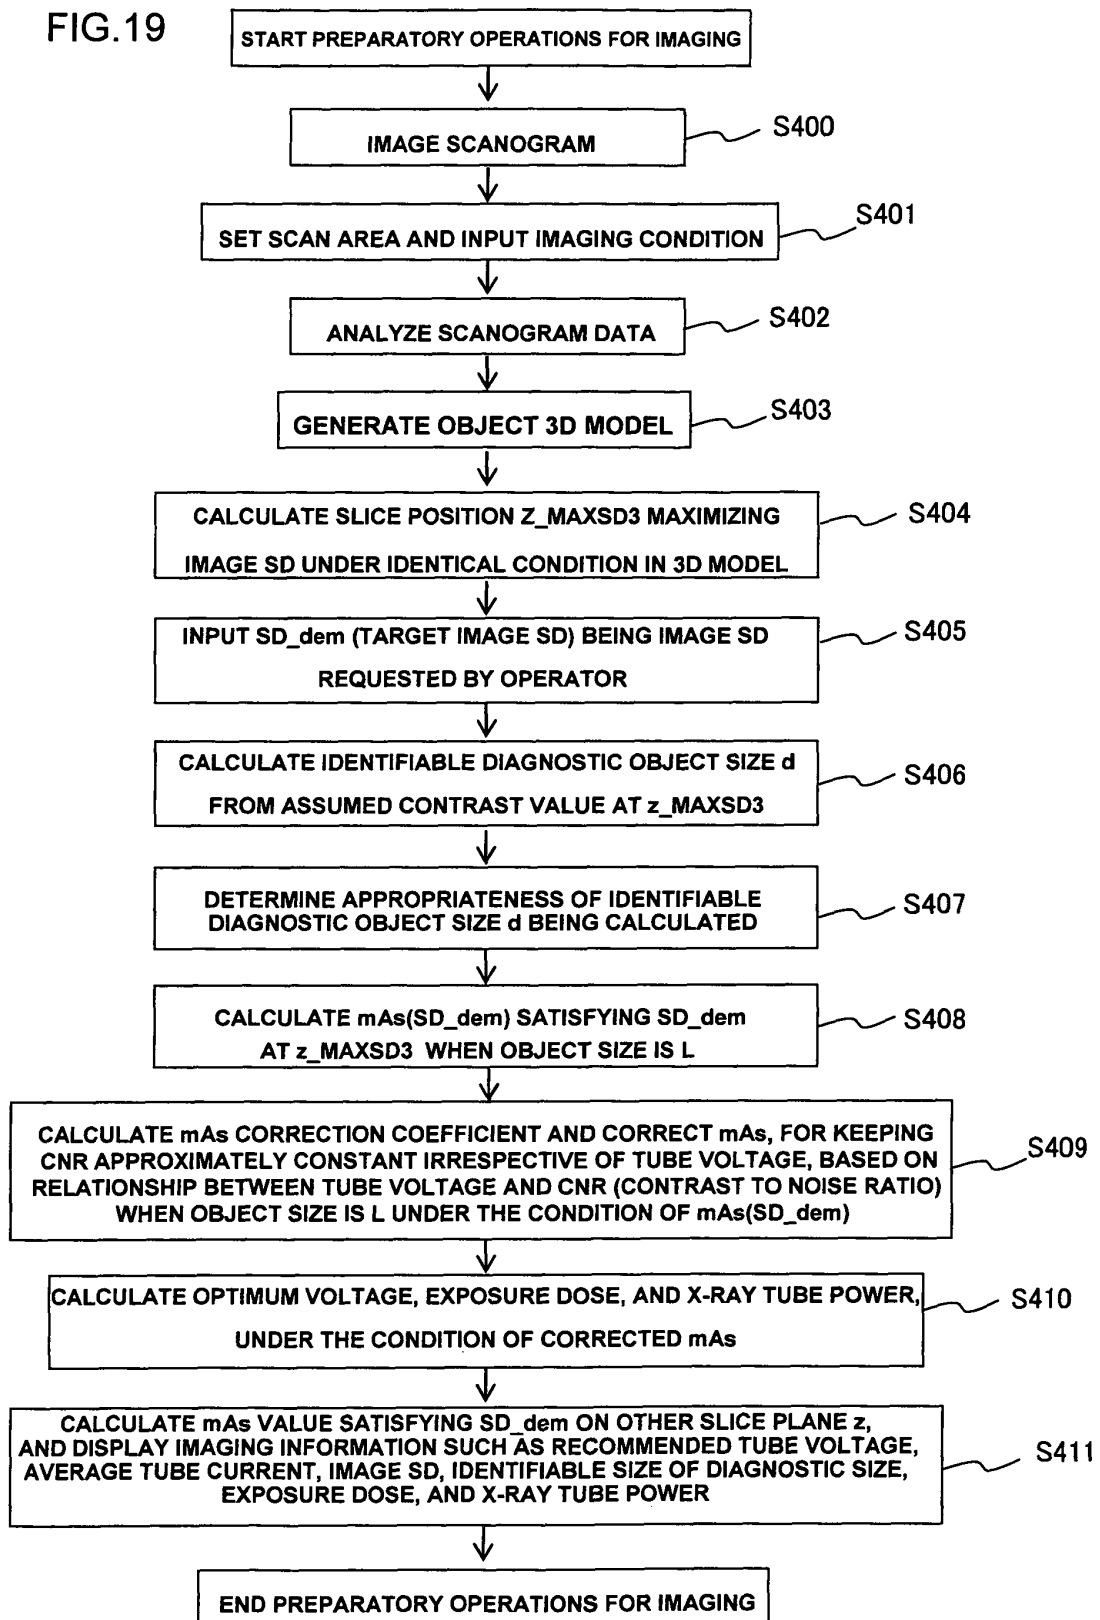 FIG.19
START PREPARATORY OPERATIONS FOR IMAGING
IMAGE SCANOGRAM
S400
SET SCAN AREA AND INPUT IMAGING CONDITION
S401
ANALYZE SCANOGRAM DATA
S402
GENERATE OBJECT 3D MODEL
S403
CALCULATE SLICE POSITION Z_MAXSD3 MAXIMIZING
IMAGE SD UNDER IDENTICAL CONDITION IN 3D MODEL
S404
INPUT SD_dem (TARGET IMAGE SD) BEING IMAGE SD
REQUESTED BY OPERATOR
S405
CALCULATE IDENTIFIABLE DIAGNOSTIC OBJECT SIZE d
FROM ASSUMED CONTRAST VALUE AT z_MAXSD3
S406
DETERMINE APPROPRIATENESS OF IDENTIFIABLE
DIAGNOSTIC OBJECT SIZE d BEING CALCULATED
S407
CALCULATE mAs(SD_dem) SATISFYING SD_dem
AT z_MAXSD3 WHEN OBJECT SIZE IS L
S408
CALCULATE mAs CORRECTION COEFFICIENT AND CORRECT mAs, FOR KEEPING
CNR APPROXIMATELY CONSTANT IRRESPECTIVE OF TUBE VOLTAGE, BASED ON
RELATIONSHIP BETWEEN TUBE VOLTAGE AND CNR (CONTRAST TO NOISE RATIO)
WHEN OBJECT SIZE IS L UNDER THE CONDITION OF mAs(SD_dem)
S409
CALCULATE OPTIMUM VOLTAGE, EXPOSURE DOSE, AND X-RAY TUBE POWER,
UNDER THE CONDITION OF CORRECTED mAs
S410
CALCULATE mAs VALUE SATISFYING SD_dem ON OTHER SLICE PLANE z,
AND DISPLAY IMAGING INFORMATION SUCH AS RECOMMENDED TUBE VOLTAGE,
AVERAGE TUBE CURRENT, IMAGE SD, IDENTIFIABLE SIZE OF DIAGNOSTIC SIZE,
EXPOSURE DOSE, AND X-RAY TUBE POWER
S411
END PREPARATORY OPERATIONS FOR IMAGING